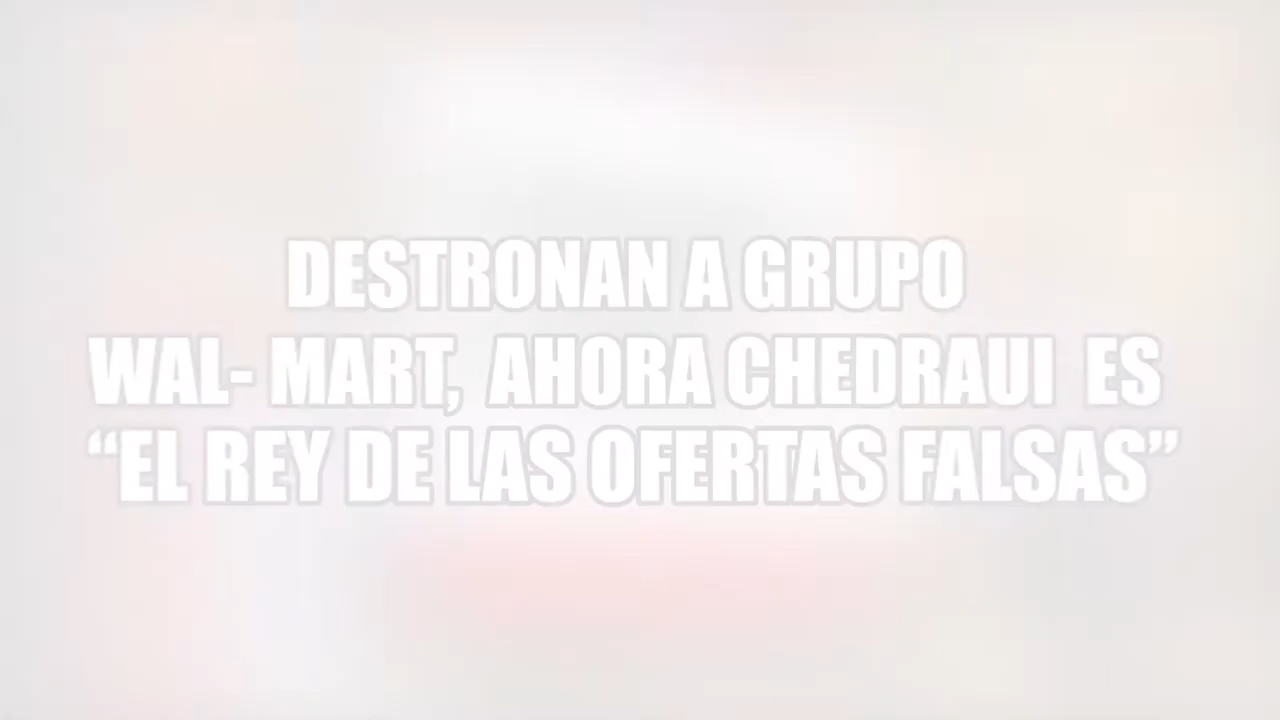 DESTRONAN A GRUPO
WAL- MART, AHORA CHEDRAUI ES
“EL REY DE LAS OFERTAS FALSAS”